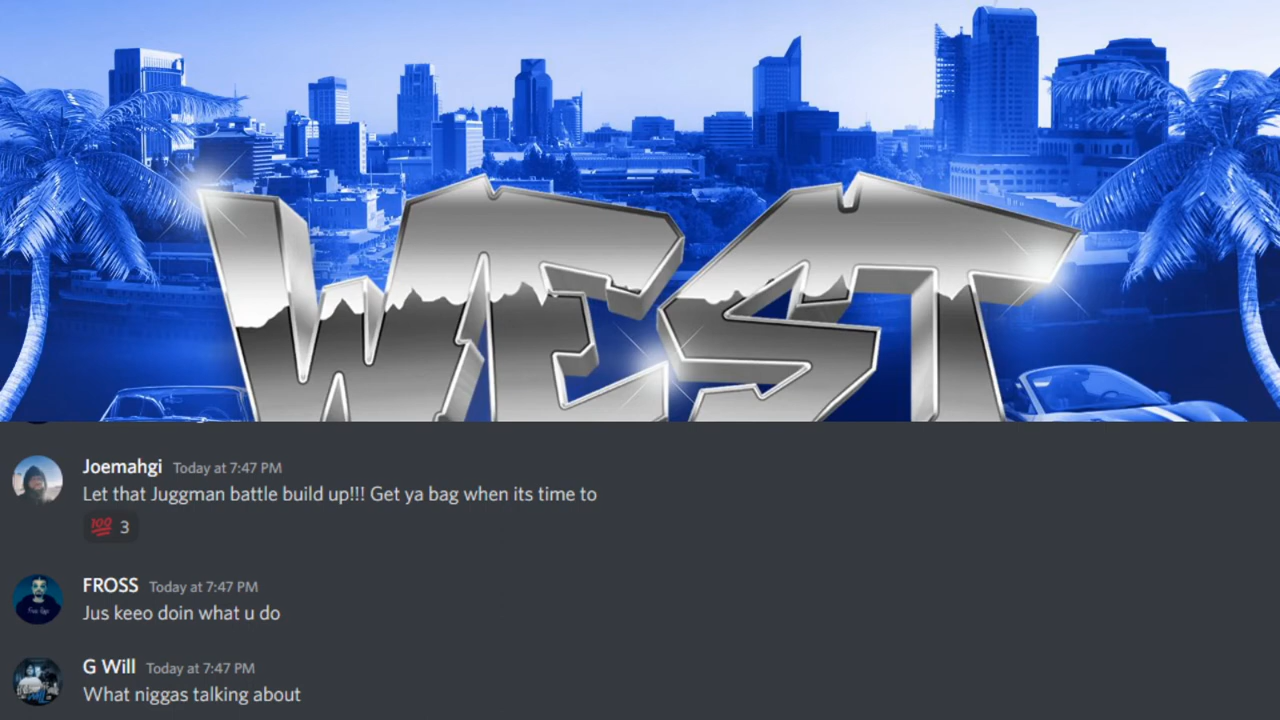 WEST
Joemahgi Today at 7:47 PM
Let that Juggman battle build up!!! Get ya bag when its time to
💯 3
FROSS Today at 7:47 PM
Jus keeo doin what u do
G Will Today at 7:47 PM
What niggas talking about